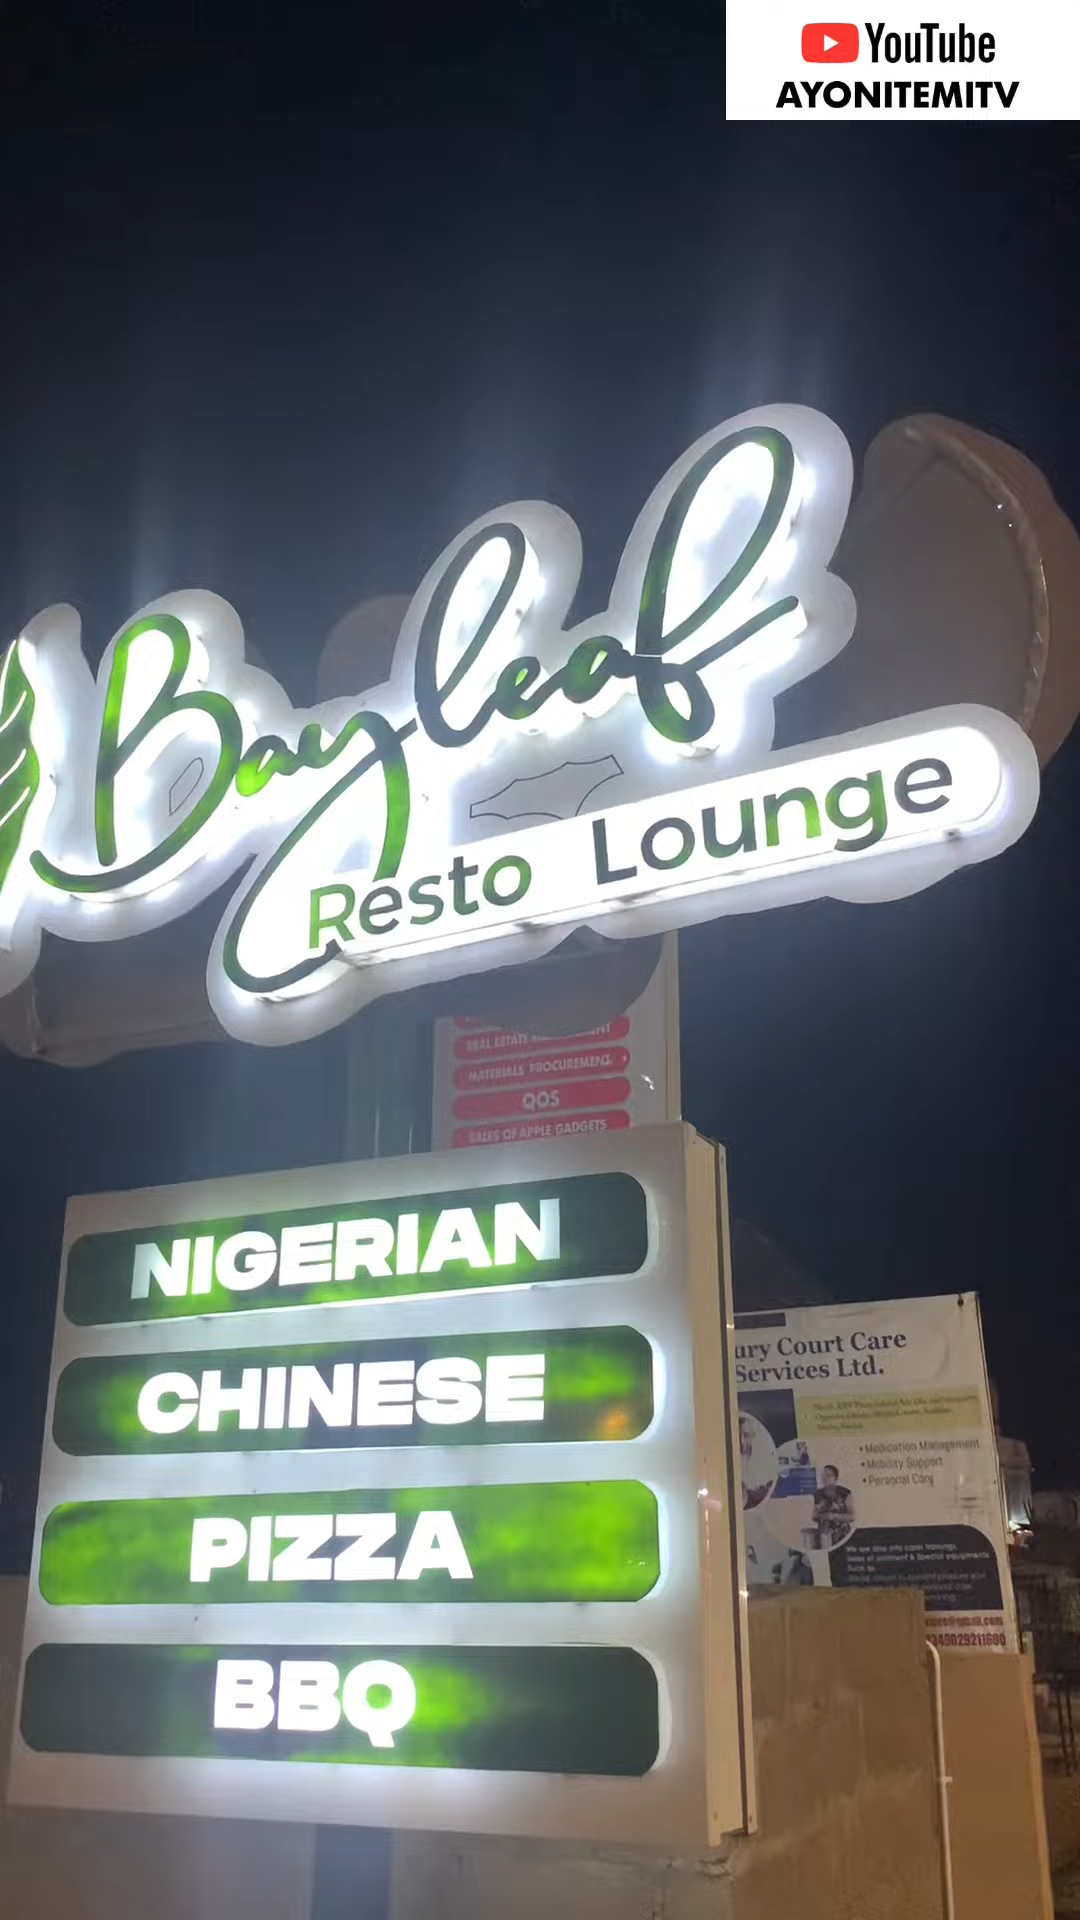 YouTube
AYONITEMITV
Bayleaf
Resto Lounge
REAL ESTATE
MATERIALS PROCUREMENT
QOS
SALES OF APPLE GADGETS
NIGERIAN
CHINESE
PIZZA
BBQ
Court Care
Services Ltd.
• Medication Management
• Mobility Support
• Personal Care